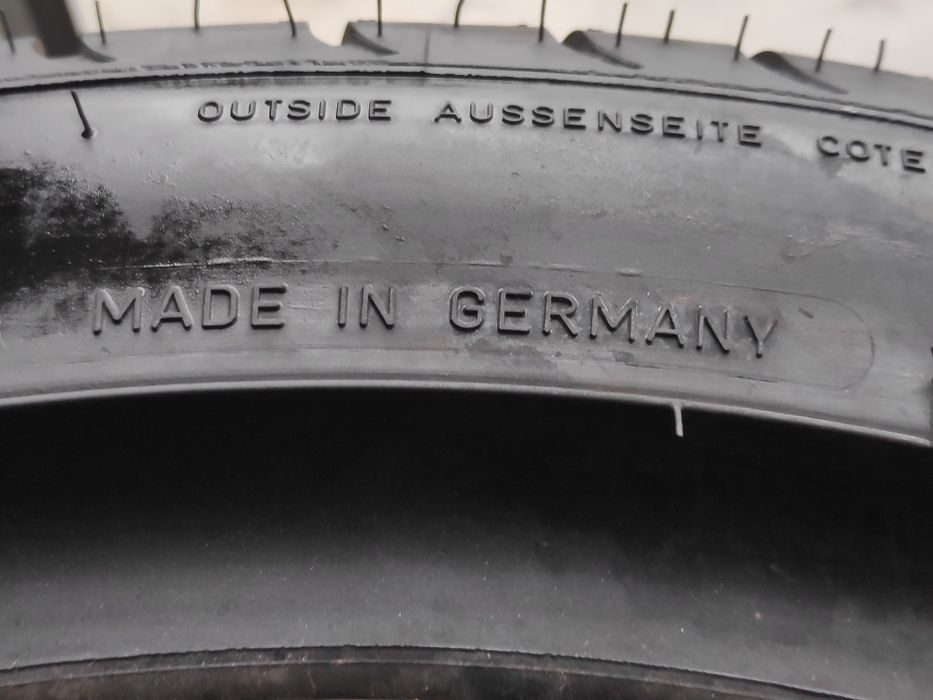 OUTSIDE AUSSENSEITE COTE
MADE IN GERMANY